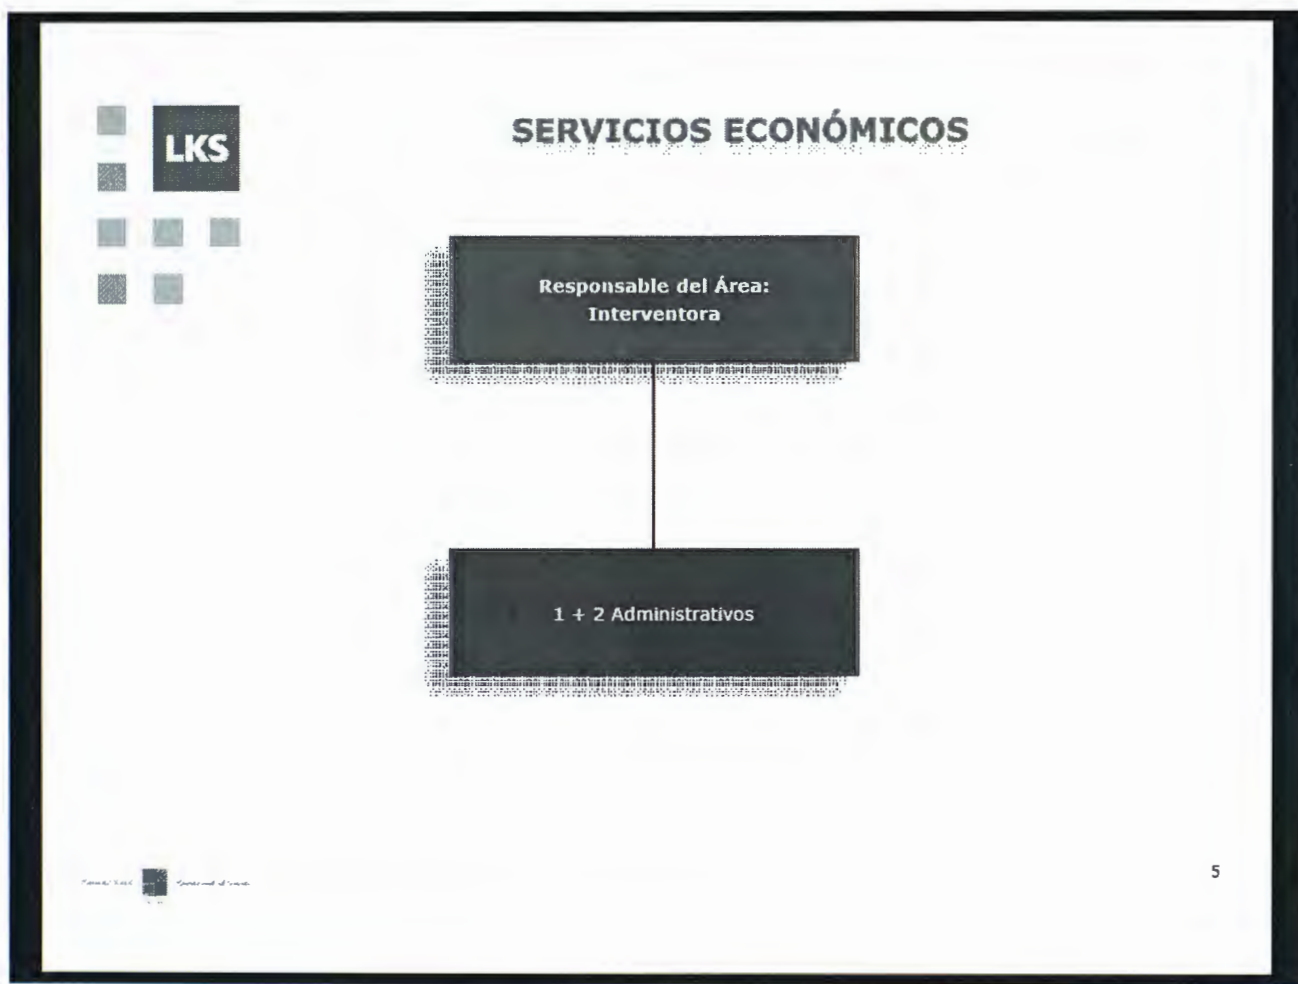 LKS
SERVICIOS ECONÓMICOS
Responsable del Área:
Interventora
1 + 2 Administrativos
5